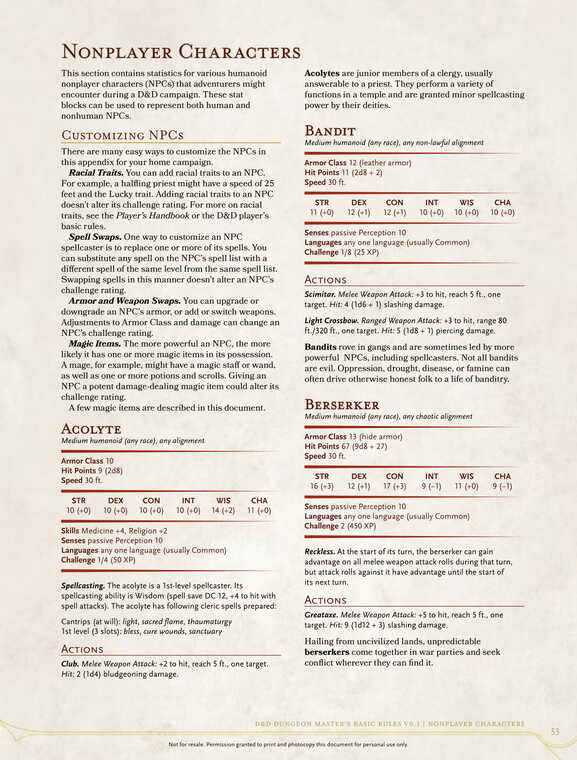 Nonplayer Characters
This section contains statistics for various humanoid
nonplayer characters (NPCs) that adventurers might
encounter during a D&D campaign. These stat
blocks can be used to represent both human and
nonhuman NPCs.
Customizing NPCs
There are many easy ways to customize the NPCs in
this appendix for your home campaign.
Racial Traits. You can add racial traits to an NPC.
For example, a halfling priest might have a speed of 25
feet and the Lucky trait. Adding racial traits to an NPC
doesn't alter its challenge rating. For more on racial
traits, see the Player's Handbook or the D&D player's
basic rules.
Spell Swaps. One way to customize an NPC
spellcaster is to replace one or more of its spells. You
can substitute any spell on the NPC's spell list with a
different spell of the same level from the same spell list.
Swapping spells in this manner doesn't alter an NPC's
challenge rating.
Armor and Weapon Swaps. You can upgrade or
downgrade an NPC's armor, or add or switch weapons.
Adjustments to Armor Class and damage can change an
NPC's challenge rating.
Magic Items. The more powerful an NPC, the more
likely it has one or more magic items in its possession.
A mage, for example, might have a magic staff or wand,
as well as one or more potions and scrolls. Giving an
NPC a potent damage-dealing magic item could alter its
challenge rating.
A few magic items are described in this document.
Acolyte
Medium humanoid (any race), any alignment
Armor Class 10
Hit Points 9 (2d8)
Speed 30 ft.
STR DEX CON INT WIS CHA
10 (+0) 10 (+0) 10 (+0) 10 (+0) 14 (+2) 11 (+0)
Skills Medicine +4, Religion +2
Senses passive Perception 10
Languages any one language (usually Common)
Challenge 1/4 (50 XP)
Spellcasting. The acolyte is a 1st-level spellcaster. Its
spellcasting ability is Wisdom (spell save DC 12, +4 to hit with
spell attacks). The acolyte has following cleric spells prepared:
Cantrips (at will): light, sacred flame, thaumaturgy
1st level (3 slots): bless, cure wounds, sanctuary
Actions
Club. Melee Weapon Attack: +2 to hit, reach 5 ft., one target.
Hit: 2 (1d4) bludgeoning damage.
Acolytes are junior members of a clergy, usually
answerable to a priest. They perform a variety of
functions in a temple and are granted minor spellcasting
power by their deities.
Bandit
Medium humanoid (any race), any non-lawful alignment
Armor Class 12 (leather armor)
Hit Points 11 (2d8 + 2)
Speed 30 ft.
STR DEX CON INT WIS CHA
11 (+0) 12 (+1) 12 (+1) 10 (+0) 10 (+0) 10 (+0)
Senses passive Perception 10
Languages any one language (usually Common)
Challenge 1/8 (25 XP)
Actions
Scimitar. Melee Weapon Attack: +3 to hit, reach 5 ft., one
target. Hit: 4 (1d6 + 1) slashing damage.
Light Crossbow. Ranged Weapon Attack: +3 to hit, range 80
ft./320 ft., one target. Hit: 5 (1d8 + 1) piercing damage.
Bandits rove in gangs and are sometimes led by more
powerful NPCs, including spellcasters. Not all bandits
are evil. Oppression, drought, disease, or famine can
often drive otherwise honest folk to a life of banditry.
Berserker
Medium humanoid (any race), any chaotic alignment
Armor Class 13 (hide armor)
Hit Points 67 (9d8 + 27)
Speed 30 ft.
STR DEX CON INT WIS CHA
16 (+3) 12 (+1) 17 (+3) 9 (−1) 11 (+0) 9 (−1)
Senses passive Perception 10
Languages any one language (usually Common)
Challenge 2 (450 XP)
Reckless. At the start of its turn, the berserker can gain
advantage on all melee weapon attack rolls during that turn,
but attack rolls against it have advantage until the start of
its next turn.
Actions
Greataxe. Melee Weapon Attack: +5 to hit, reach 5 ft., one
target. Hit: 9 (1d12 + 3) slashing damage.
Hailing from uncivilized lands, unpredictable
berserkers come together in war parties and seek
conflict wherever they can find it.
D&D Dungeon Master's Basic Rules v0.1 | Nonplayer Characters
53
Not for resale. Permission granted to print and photocopy this document for personal use only.